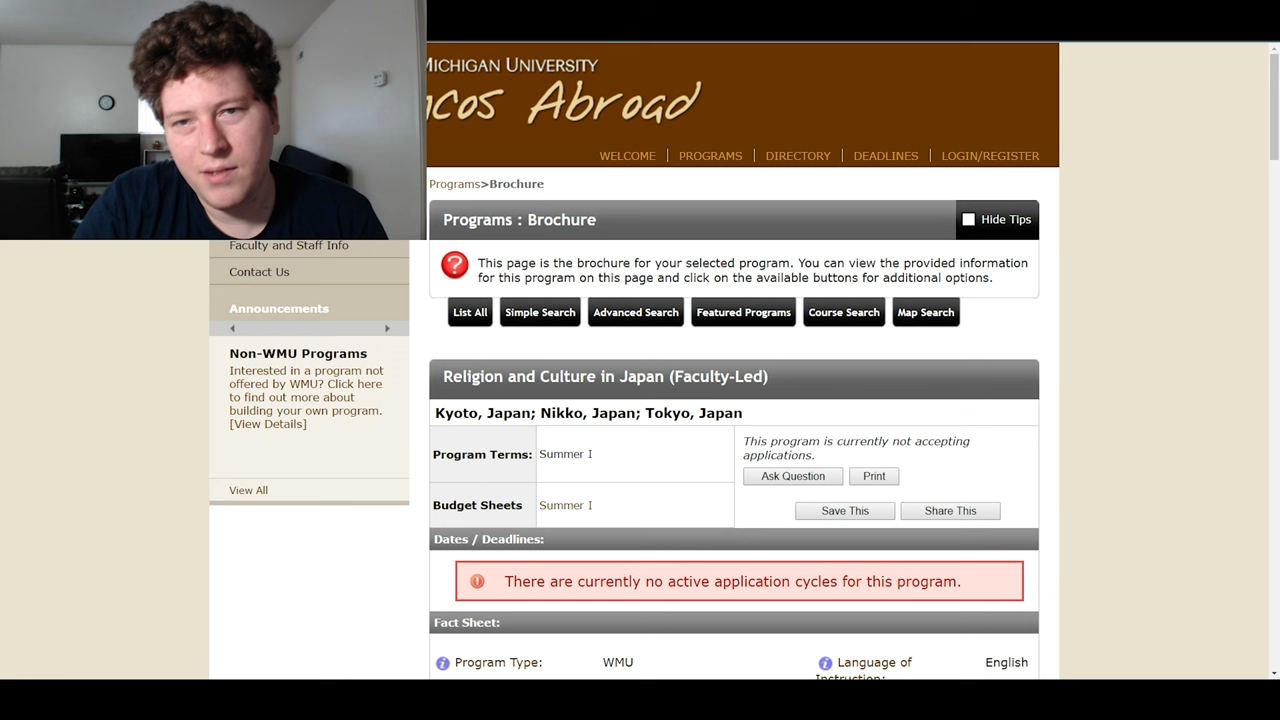 MICHIGAN UNIVERSITY
ncos Abroad
WELCOME
PROGRAMS
DIRECTORY
DEADLINES
LOGIN/REGISTER
Programs>Brochure
Programs : Brochure
Hide Tips
This page is the brochure for your selected program. You can view the provided information
for this program on this page and click on the available buttons for additional options.
List All
Simple Search
Advanced Search
Featured Programs
Course Search
Map Search
Faculty and Staff Info
Contact Us
Announcements
Non-WMU Programs
Interested in a program not
offered by WMU? Click here
to find out more about
building your own program.
[View Details]
View All
Religion and Culture in Japan (Faculty-Led)
Kyoto, Japan; Nikko, Japan; Tokyo, Japan
Program Terms:
Summer I
This program is currently not accepting
applications.
Ask Question
Print
Budget Sheets
Summer I
Save This
Share This
Dates / Deadlines:
There are currently no active application cycles for this program.
Fact Sheet:
Program Type:
WMU
Language of
Instruction:
English